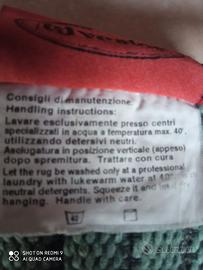 Consigli di manutenzione
Handling instructions:
Lavare esclusivamente presso centri
specializzati in acqua a temperatura max. 40°,
utilizzando detersivi neutri.
Asciugatura in posizione verticale (appeso)
dopo spremitura. Trattare con cura
Let the rug be washed only at a professional
laundry with lukewarm water at 40°
neutral detergents. Squeeze it and let
hanging. Handle with care.
40
SHOT ON REDMI 9
AI QUAD CAMERA